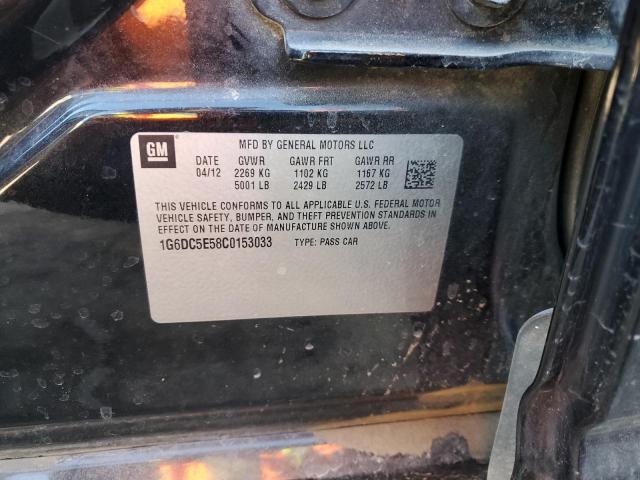 GM
MFD BY GENERAL MOTORS LLC
DATE GVWR GAWR FRT GAWR RR
04/12 2269 KG 1102 KG 1167 KG
5001 LB 2429 LB 2572 LB
THIS VEHICLE CONFORMS TO ALL APPLICABLE U.S. FEDERAL MOTOR
VEHICLE SAFETY, BUMPER, AND THEFT PREVENTION STANDARDS IN
EFFECT ON THE DATE OF MANUFACTURE SHOWN ABOVE.
1G6DC5E58C0153033 TYPE: PASS CAR